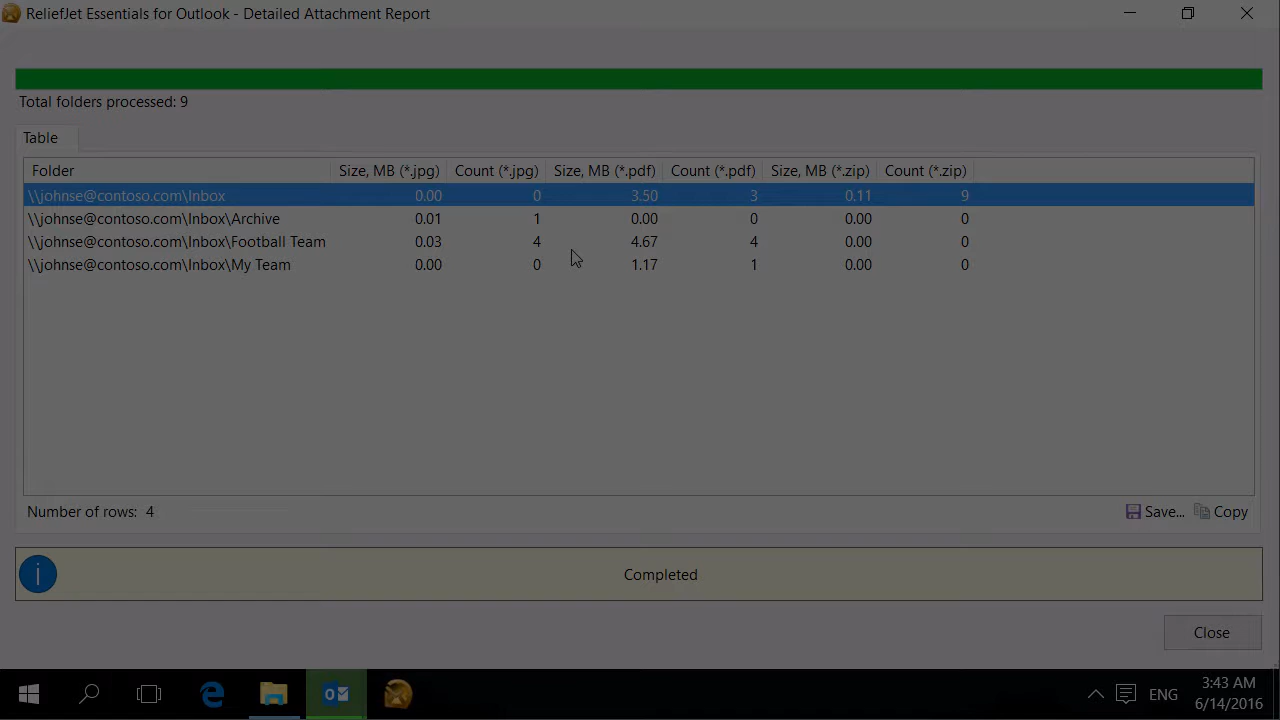 ReliefJet Essentials for Outlook - Detailed Attachment Report
Total folders processed: 9
Table
Folder Size, MB (*.jpg) Count (*.jpg) Size, MB (*.pdf) Count (*.pdf) Size, MB (*.zip) Count (*.zip)
\\johnse@contoso.com\Inbox 0.00 0 3.50 3 0.11 9
\\johnse@contoso.com\Inbox\Archive 0.01 1 0.00 0 0.00 0
\\johnse@contoso.com\Inbox\Football Team 0.03 4 4.67 4 0.00 0
\\johnse@contoso.com\Inbox\My Team 0.00 0 1.17 1 0.00 0
Number of rows: 4 Save... Copy
Completed
Close
ENG 3:43 AM
6/14/2016